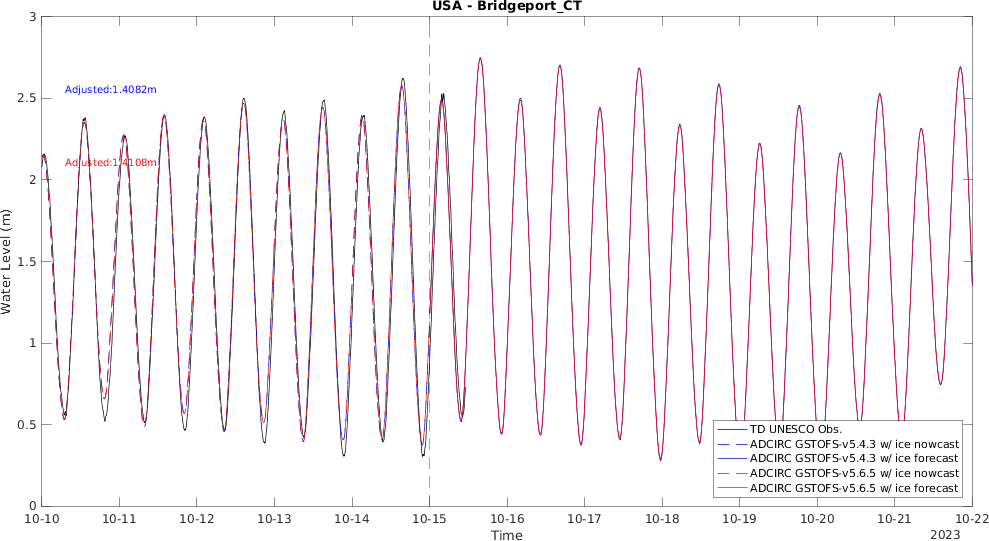 USA - Bridgeport_CT
3
2.5
2
1.5
1
0.5
0
Water Level (m)
Adjusted:1.4082m
Adjusted:1.4108m
TD UNESCO Obs.
ADCIRC GSTOFS-v5.4.3 w/ ice nowcast
ADCIRC GSTOFS-v5.4.3 w/ ice forecast
ADCIRC GSTOFS-v5.6.5 w/ ice nowcast
ADCIRC GSTOFS-v5.6.5 w/ ice forecast
10-10 10-11 10-12 10-13 10-14 10-15 10-16 10-17 10-18 10-19 10-20 10-21 10-22
Time
2023